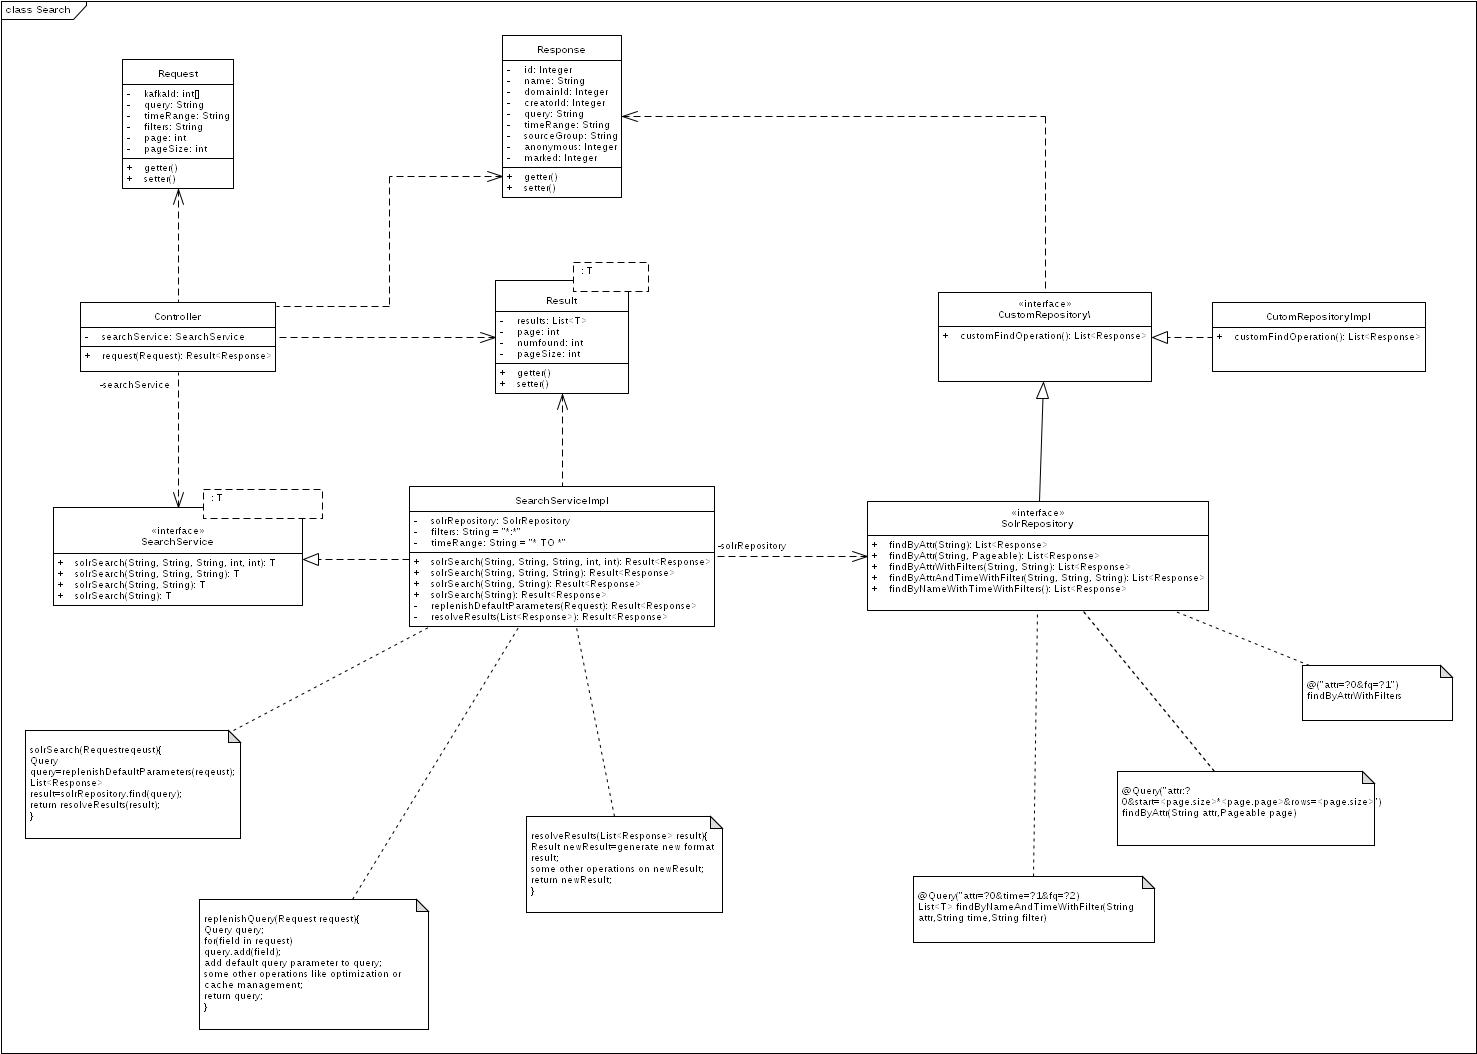 class Search
Request
- kafkaId: int[]
- query: String
- timeRange: String
- filters: String
- page: int
- pageSize: int
+ getter()
+ setter()
Response
- id: Integer
- name: String
- domainId: Integer
- creatorId: Integer
- query: String
- timeRange: String
- sourceGroup: String
- anonymous: Integer
- marked: Integer
+ getter()
+ setter()
: T
Result
- results: List<T>
- page: int
- numfound: int
- pageSize: int
+ getter()
+ setter()
Controller
- searchService: SearchService
+ request(Request): Result<Response>
-searchService
«interface»
CustomRepository\
+ customFindOperation(): List<Response>
CutomRepositoryImpl
+ customFindOperation(): List<Response>
: T
«interface»
SearchService
+ solrSearch(String, String, String, int, int): T
+ solrSearch(String, String, String): T
+ solrSearch(String, String): T
+ solrSearch(String): T
SearchServiceImpl
- solrRepository: SolrRepository
- filters: String = "*:*"
- timeRange: String = "* TO *"
+ solrSearch(String, String, String, int, int): Result<Response>
+ solrSearch(String, String, String): Result<Response>
+ solrSearch(String, String): Result<Response>
+ solrSearch(String): Result<Response>
- replenishDefaultParameters(Request): Result<Response>
- resolveResults(List<Response>): Result<Response>
-solrRepository
«interface»
SolrRepository
+ findByAttr(String): List<Response>
+ findByAttr(String, Pageable): List<Response>
+ findByAttrWithFilters(String, String): List<Response>
+ findByAttrAndTimeWithFilter(String, String, String): List<Response>
+ findByNameWithTimeWithFilters(): List<Response>
@("attr=?0&fq=?1")
findByAttrWithFilters
solrSearch(Requestreqeust){
Query
query=replenishDefaultParameters(reqeust);
List<Response>
result=solrRepository.find(query);
return resolveResults(result);
}
@Query("attr:?
0&start=<page.size>*<page.page>&rows=<page.size>")
findByAttr(String attr,Pageable page)
resolveResults(List<Response> result){
Result newResult=generate new format
result;
some other operations on newResult;
return newResult;
}
@Query("attr=?0&time=?1&fq=?2)
List<T> findByNameAndTimeWithFilter(String
attr,String time,String filter)
replenishQuery(Request request){
Query query;
for(field in request)
query.add(field);
add default query parameter to query;
some other operations like optimization or
cache management;
return query;
}